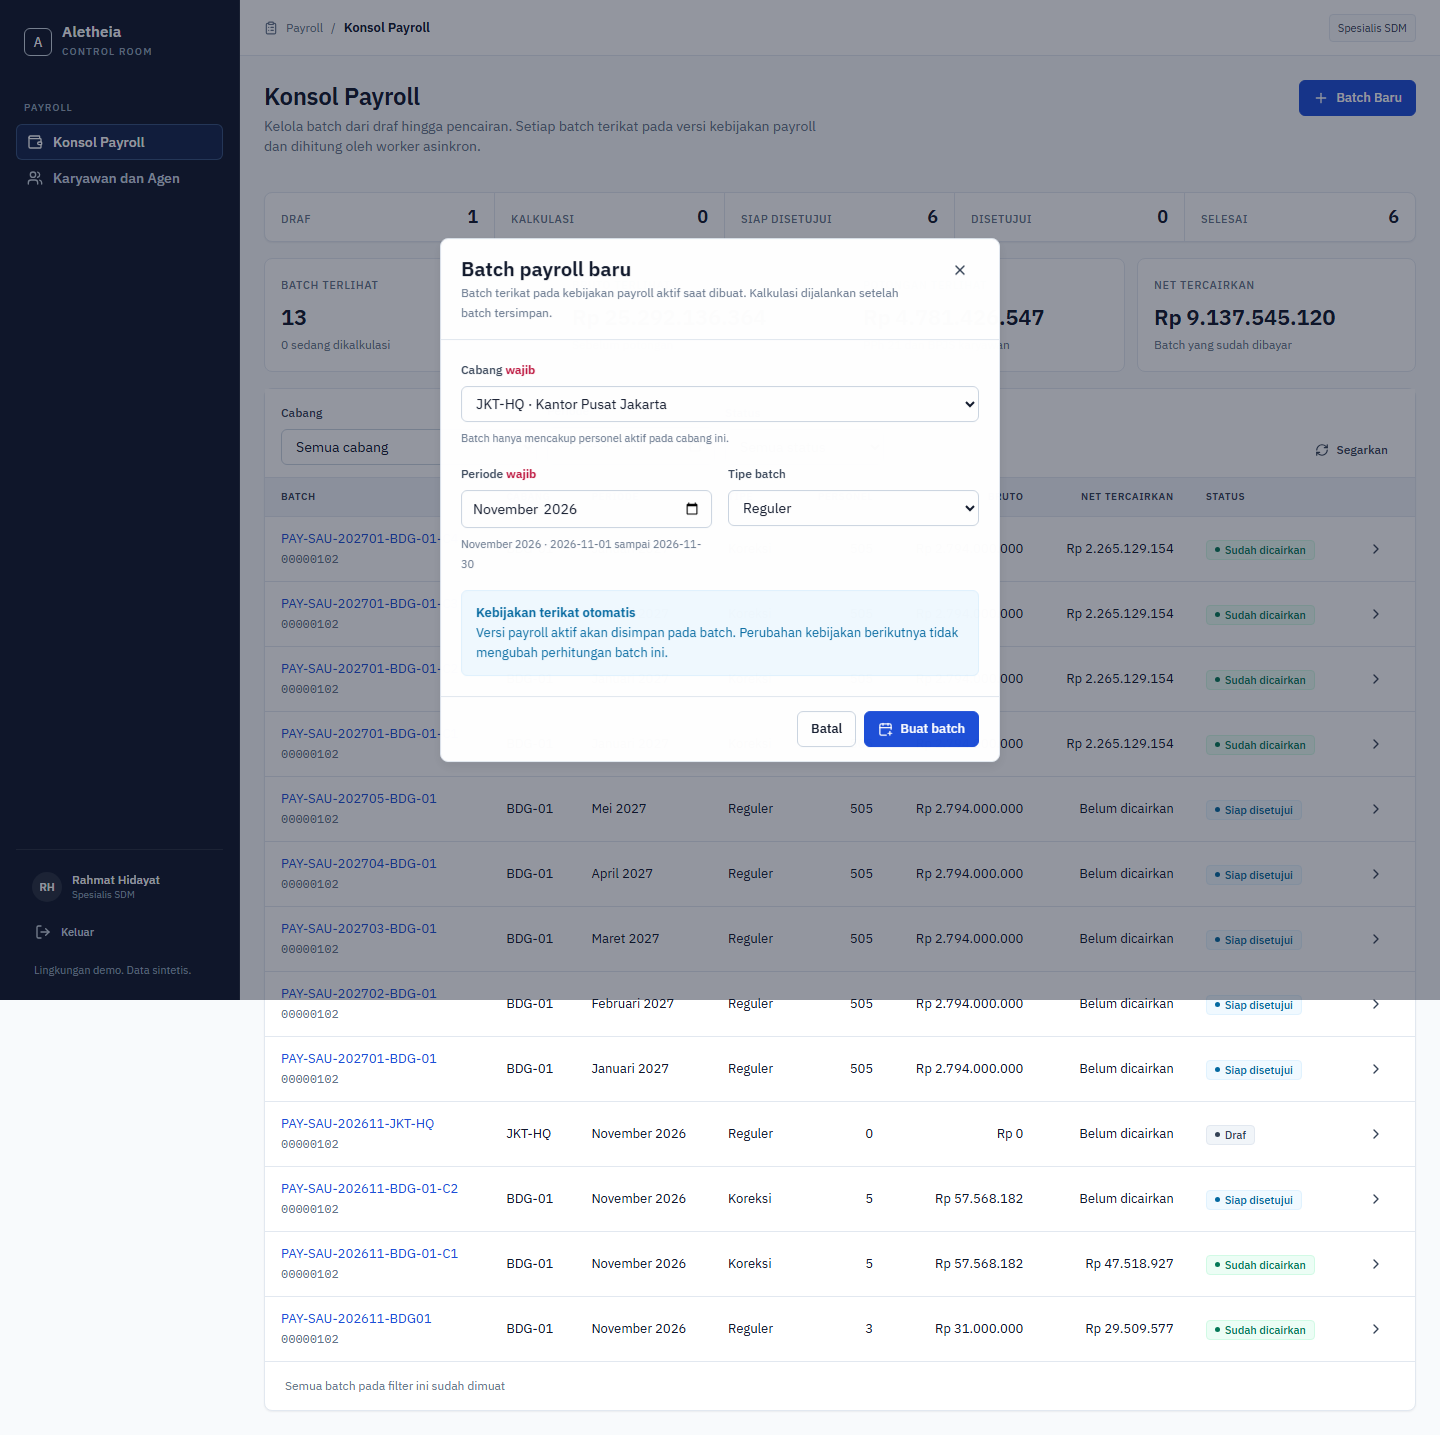 A
Aletheia
CONTROL ROOM
PAYROLL
Konsol Payroll
Karyawan dan Agen
RH
Rahmat Hidayat
Spesialis SDM
Keluar
Lingkungan demo. Data sintetis.
Payroll / Konsol Payroll
Spesialis SDM
Konsol Payroll
Kelola batch dari draf hingga pencairan. Setiap batch terikat pada versi kebijakan payroll
dan dihitung oleh worker asinkron.
Batch Baru
DRAF 1
KALKULASI 0
SIAP DISETUJUI 6
DISETUJUI 0
SELESAI 6
BATCH TERLIHAT
13
0 sedang dikalkulasi
.547
an
NET TERCAIRKAN
Rp 9.137.545.120
Batch yang sudah dibayar
Cabang
Semua cabang
Segarkan
Batch payroll baru
Batch terikat pada kebijakan payroll aktif saat dibuat. Kalkulasi dijalankan setelah
batch tersimpan.
Cabang wajib
JKT-HQ · Kantor Pusat Jakarta
Batch hanya mencakup personel aktif pada cabang ini.
Periode wajib
November 2026
November 2026 · 2026-11-01 sampai 2026-11-
30
Tipe batch
Reguler
Kebijakan terikat otomatis
Versi payroll aktif akan disimpan pada batch. Perubahan kebijakan berikutnya tidak
mengubah perhitungan batch ini.
Batal
Buat batch
BATCH UTO NET TERCAIRKAN STATUS
PAY-SAU-202701-BDG-01- 000 Rp 2.265.129.154 Sudah dicairkan
00000102
PAY-SAU-202701-BDG-01- 000 Rp 2.265.129.154 Sudah dicairkan
00000102
PAY-SAU-202701-BDG-01- 000 Rp 2.265.129.154 Sudah dicairkan
00000102
PAY-SAU-202701-BDG-01- 000 Rp 2.265.129.154 Sudah dicairkan
00000102
PAY-SAU-202705-BDG-01 BDG-01 Mei 2027 Reguler 505 Rp 2.794.000.000 Belum dicairkan Siap disetujui
00000102
PAY-SAU-202704-BDG-01 BDG-01 April 2027 Reguler 505 Rp 2.794.000.000 Belum dicairkan Siap disetujui
00000102
PAY-SAU-202703-BDG-01 BDG-01 Maret 2027 Reguler 505 Rp 2.794.000.000 Belum dicairkan Siap disetujui
00000102
PAY-SAU-202702-BDG-01 BDG-01 Februari 2027 Reguler 505 Rp 2.794.000.000 Belum dicairkan Siap disetujui
00000102
PAY-SAU-202701-BDG-01 BDG-01 Januari 2027 Reguler 505 Rp 2.794.000.000 Belum dicairkan Siap disetujui
00000102
PAY-SAU-202611-JKT-HQ JKT-HQ November 2026 Reguler 0 Rp 0 Belum dicairkan Draf
00000102
PAY-SAU-202611-BDG-01-C2 BDG-01 November 2026 Koreksi 5 Rp 57.568.182 Belum dicairkan Siap disetujui
00000102
PAY-SAU-202611-BDG-01-C1 BDG-01 November 2026 Koreksi 5 Rp 57.568.182 Rp 47.518.927 Sudah dicairkan
00000102
PAY-SAU-202611-BDG01 BDG-01 November 2026 Reguler 3 Rp 31.000.000 Rp 29.509.577 Sudah dicairkan
00000102
Semua batch pada filter ini sudah dimuat